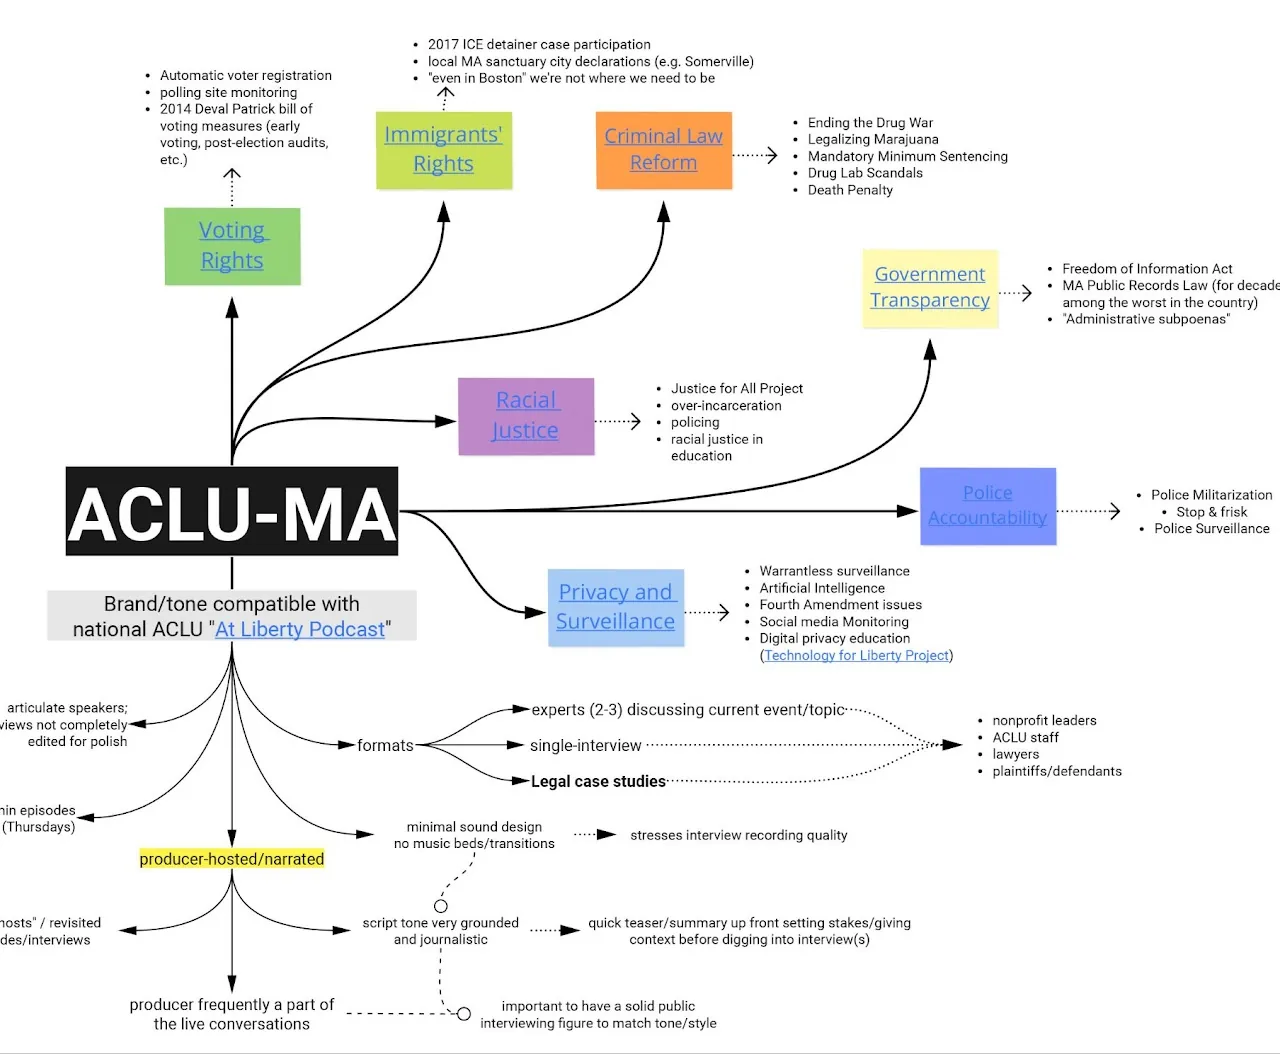 • 2017 ICE detainer case participation
• local MA sanctuary city declarations (e.g. Somerville)
• "even in Boston" we're not where we need to be
• Automatic voter registration
• polling site monitoring
• 2014 Deval Patrick bill of
voting measures (early
voting, post-election audits,
etc.)
Immigrants'
Rights
Criminal Law
Reform
• Ending the Drug War
• Legalizing Marajuana
• Mandatory Minimum Sentencing
• Drug Lab Scandals
• Death Penalty
Voting
Rights
Government
Transparency
• Freedom of Information Act
• MA Public Records Law (for decade
among the worst in the country)
• "Administrative subpoenas"
Racial
Justice
• Justice for All Project
• over-incarceration
• policing
• racial justice in
education
ACLU-MA
Police
Accountability
• Police Militarization
• Stop & frisk
• Police Surveillance
Privacy and
Surveillance
• Warrantless surveillance
• Artificial Intelligence
• Fourth Amendment issues
• Social media Monitoring
• Digital privacy education
(Technology for Liberty Project)
Brand/tone compatible with
national ACLU "At Liberty Podcast"
articulate speakers;
views not completely
edited for polish
formats
experts (2-3) discussing current event/topic
single-interview
Legal case studies
• nonprofit leaders
• ACLU staff
• lawyers
• plaintiffs/defendants
episodes
(Thursdays)
minimal sound design
no music beds/transitions
stresses interview recording quality
producer-hosted/narrated
hosts" / revisited
des/interviews
script tone very grounded
and journalistic
quick teaser/summary up front setting stakes/giving
context before digging into interview(s)
producer frequently a part of
the live conversations
important to have a solid public
interviewing figure to match tone/style